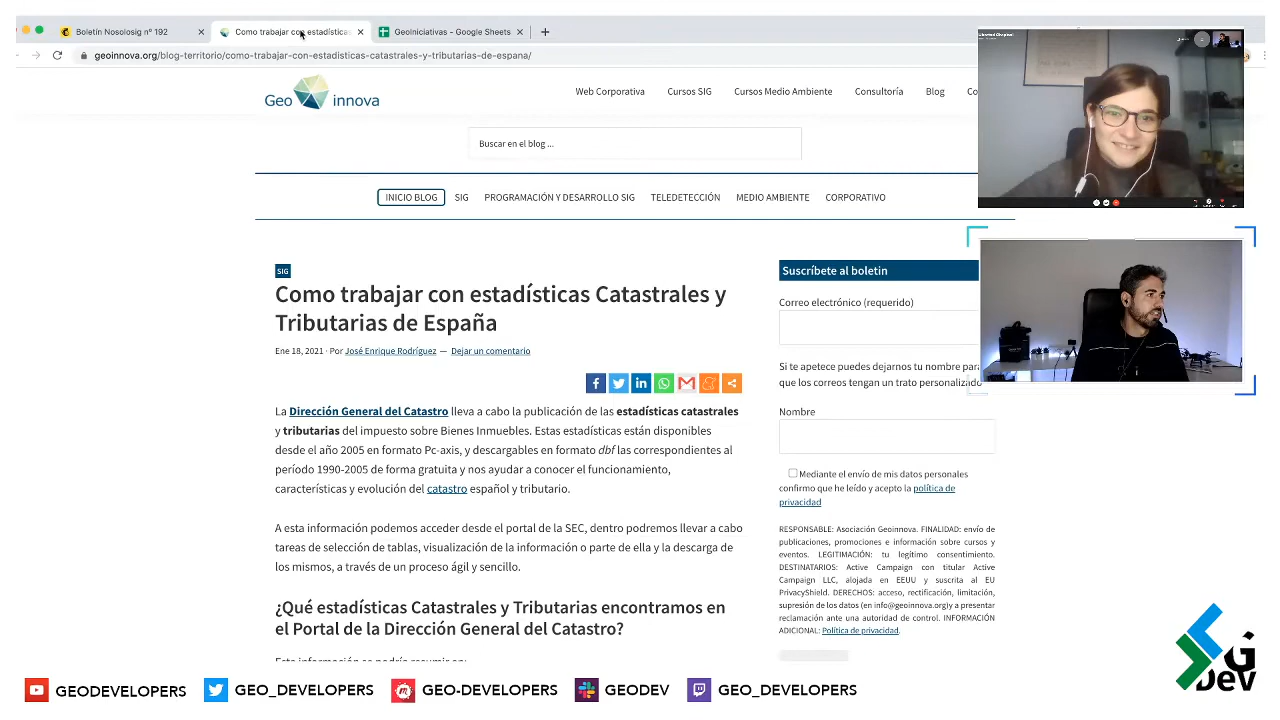 Boletín Nosolosig nº 192
Como trabajar con estadísticas
GeoIniciativas - Google Sheets
geoinnova.org/blog-territorio/como-trabajar-con-estadisticas-catastrales-y-tributarias-de-espana/
Geo innova
Web Corporativa
Cursos SIG
Cursos Medio Ambiente
Consultoría
Blog
Co
Buscar en el blog ...
INICIO BLOG
SIG
PROGRAMACIÓN Y DESARROLLO SIG
TELEDETECCIÓN
MEDIO AMBIENTE
CORPORATIVO
SIG
Como trabajar con estadísticas Catastrales y
Tributarias de España
Ene 18, 2021 · Por José Enrique Rodríguez — Dejar un comentario
La Dirección General del Catastro lleva a cabo la publicación de las estadísticas catastrales
y tributarias del impuesto sobre Bienes Inmuebles. Estas estadísticas están disponibles
desde el año 2005 en formato Pc-axis, y descargables en formato dbf las correspondientes al
período 1990-2005 de forma gratuita y nos ayudar a conocer el funcionamiento,
características y evolución del catastro español y tributario.
A esta información podemos acceder desde el portal de la SEC, dentro podremos llevar a cabo
tareas de selección de tablas, visualización de la información o parte de ella y la descarga de
los mismos, a través de un proceso ágil y sencillo.
¿Qué estadísticas Catastrales y Tributarias encontramos en
el Portal de la Dirección General del Catastro?
Esta información se podría resumir en:
Suscríbete al boletin
Correo electrónico (requerido)
Si te apetece puedes dejarnos tu nombre para
que los correos tengan un trato personalizado
Nombre
Mediante el envío de mis datos personales
confirmo que he leído y acepto la política de
privacidad
RESPONSABLE: Asociación Geoinnova. FINALIDAD: envío de
publicaciones, promociones e información sobre cursos y
eventos. LEGITIMACIÓN: tu legítimo consentimiento.
DESTINATARIOS: Active Campaign con titular Active
Campaign LLC, alojada en EEUU y suscrita al EU
PrivacyShield. DERECHOS: acceso, rectificación, limitación,
supresión de los datos (en info@geoinnova.org)y a presentar
reclamación ante una autoridad de control. INFORMACIÓN
ADICIONAL: Política de privacidad.
GEODEVELOPERS
GEO_DEVELOPERS
GEO-DEVELOPERS
GEODEV
GEO_DEVELOPERS